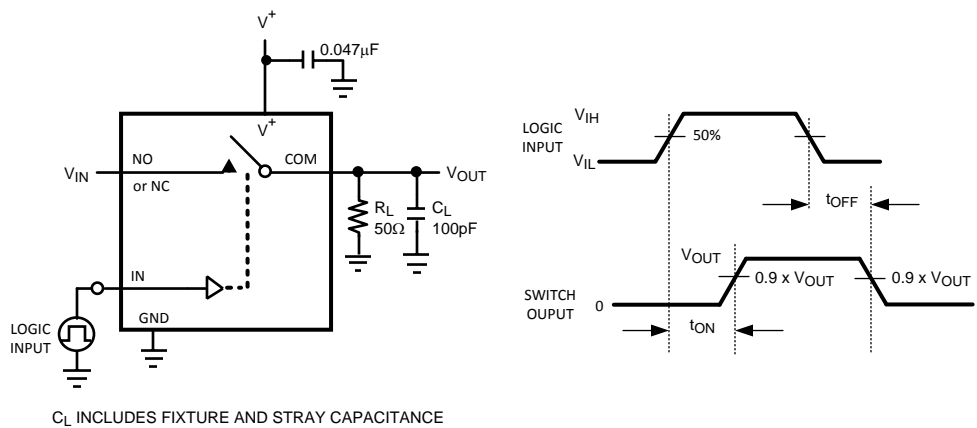 V+
0.047µF
V+
NO
COM
VIN
or NC
VOUT
RL
50Ω
CL
100pF
IN
GND
LOGIC
INPUT
CL INCLUDES FIXTURE AND STRAY CAPACITANCE
VIH
LOGIC
INPUT
50%
VIL
tOFF
VOUT
0.9 x VOUT
0.9 x VOUT
SWITCH
OUPUT
0
tON